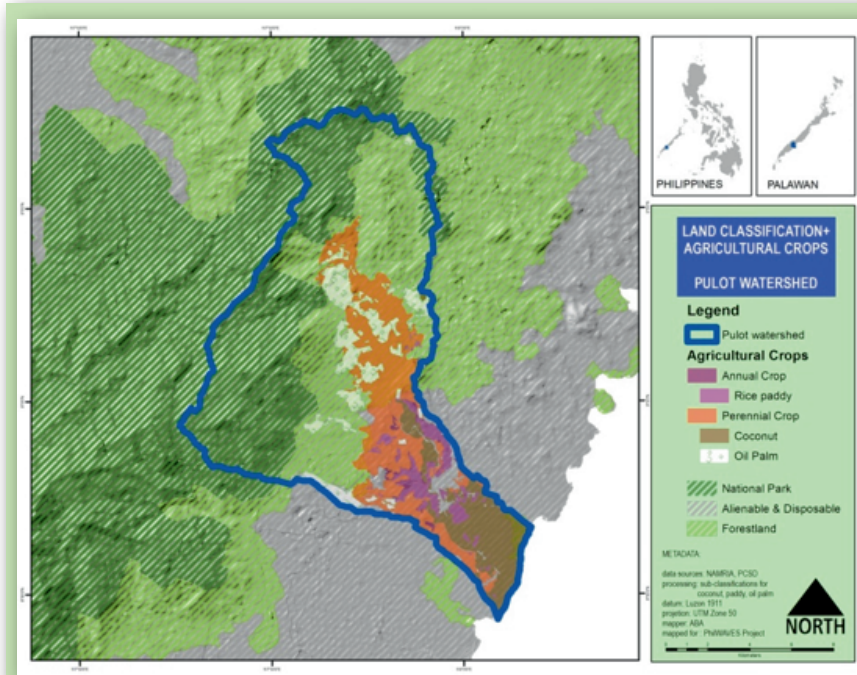 PHILIPPINES
PALAWAN
LAND CLASSIFICATION+
AGRICULTURAL CROPS
PULOT WATERSHED
Legend
Pulot watershed
Agricultural Crops
Annual Crop
Rice paddy
Perennial Crop
Coconut
Oil Palm
National Park
Alienable & Disposable
Forestland
METADATA:
data sources: NAMRIA, PCSD
processing: sub-classifications for
coconut, paddy, oil palm
datum: Luzon 1911
projetion: UTM Zone 50
mapper: ABA
mapped for : PhilWAVES Project
NORTH